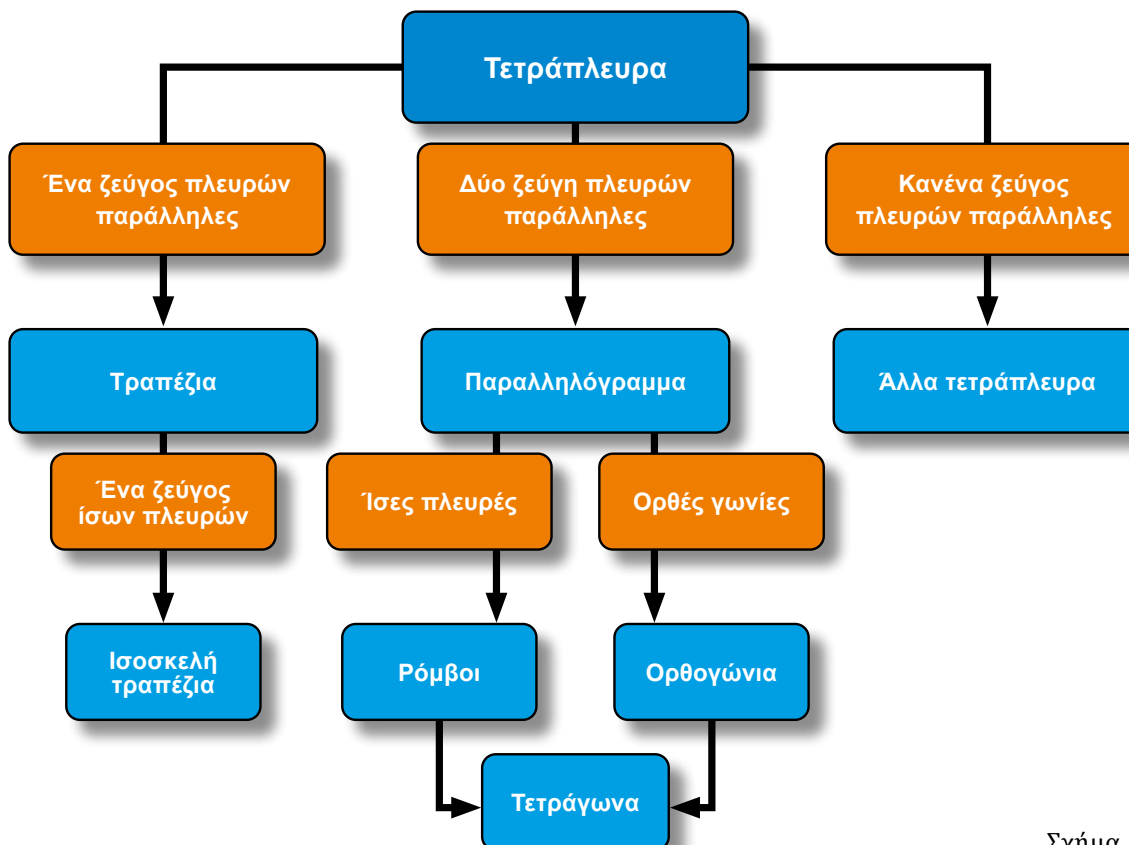 Τετράπλευρα
Ένα ζεύγος πλευρών
παράλληλες
Δύο ζεύγη πλευρών
παράλληλες
Κανένα ζεύγος
πλευρών παράλληλες
Τραπέζια
Παραλληλόγραμμα
Άλλα τετράπλευρα
Ένα ζεύγος
ίσων πλευρών
Ίσες πλευρές
Ορθές γωνίες
Ισοσκελή
τραπέζια
Ρόμβοι
Ορθογώνια
Τετράγωνα
Σχήμα